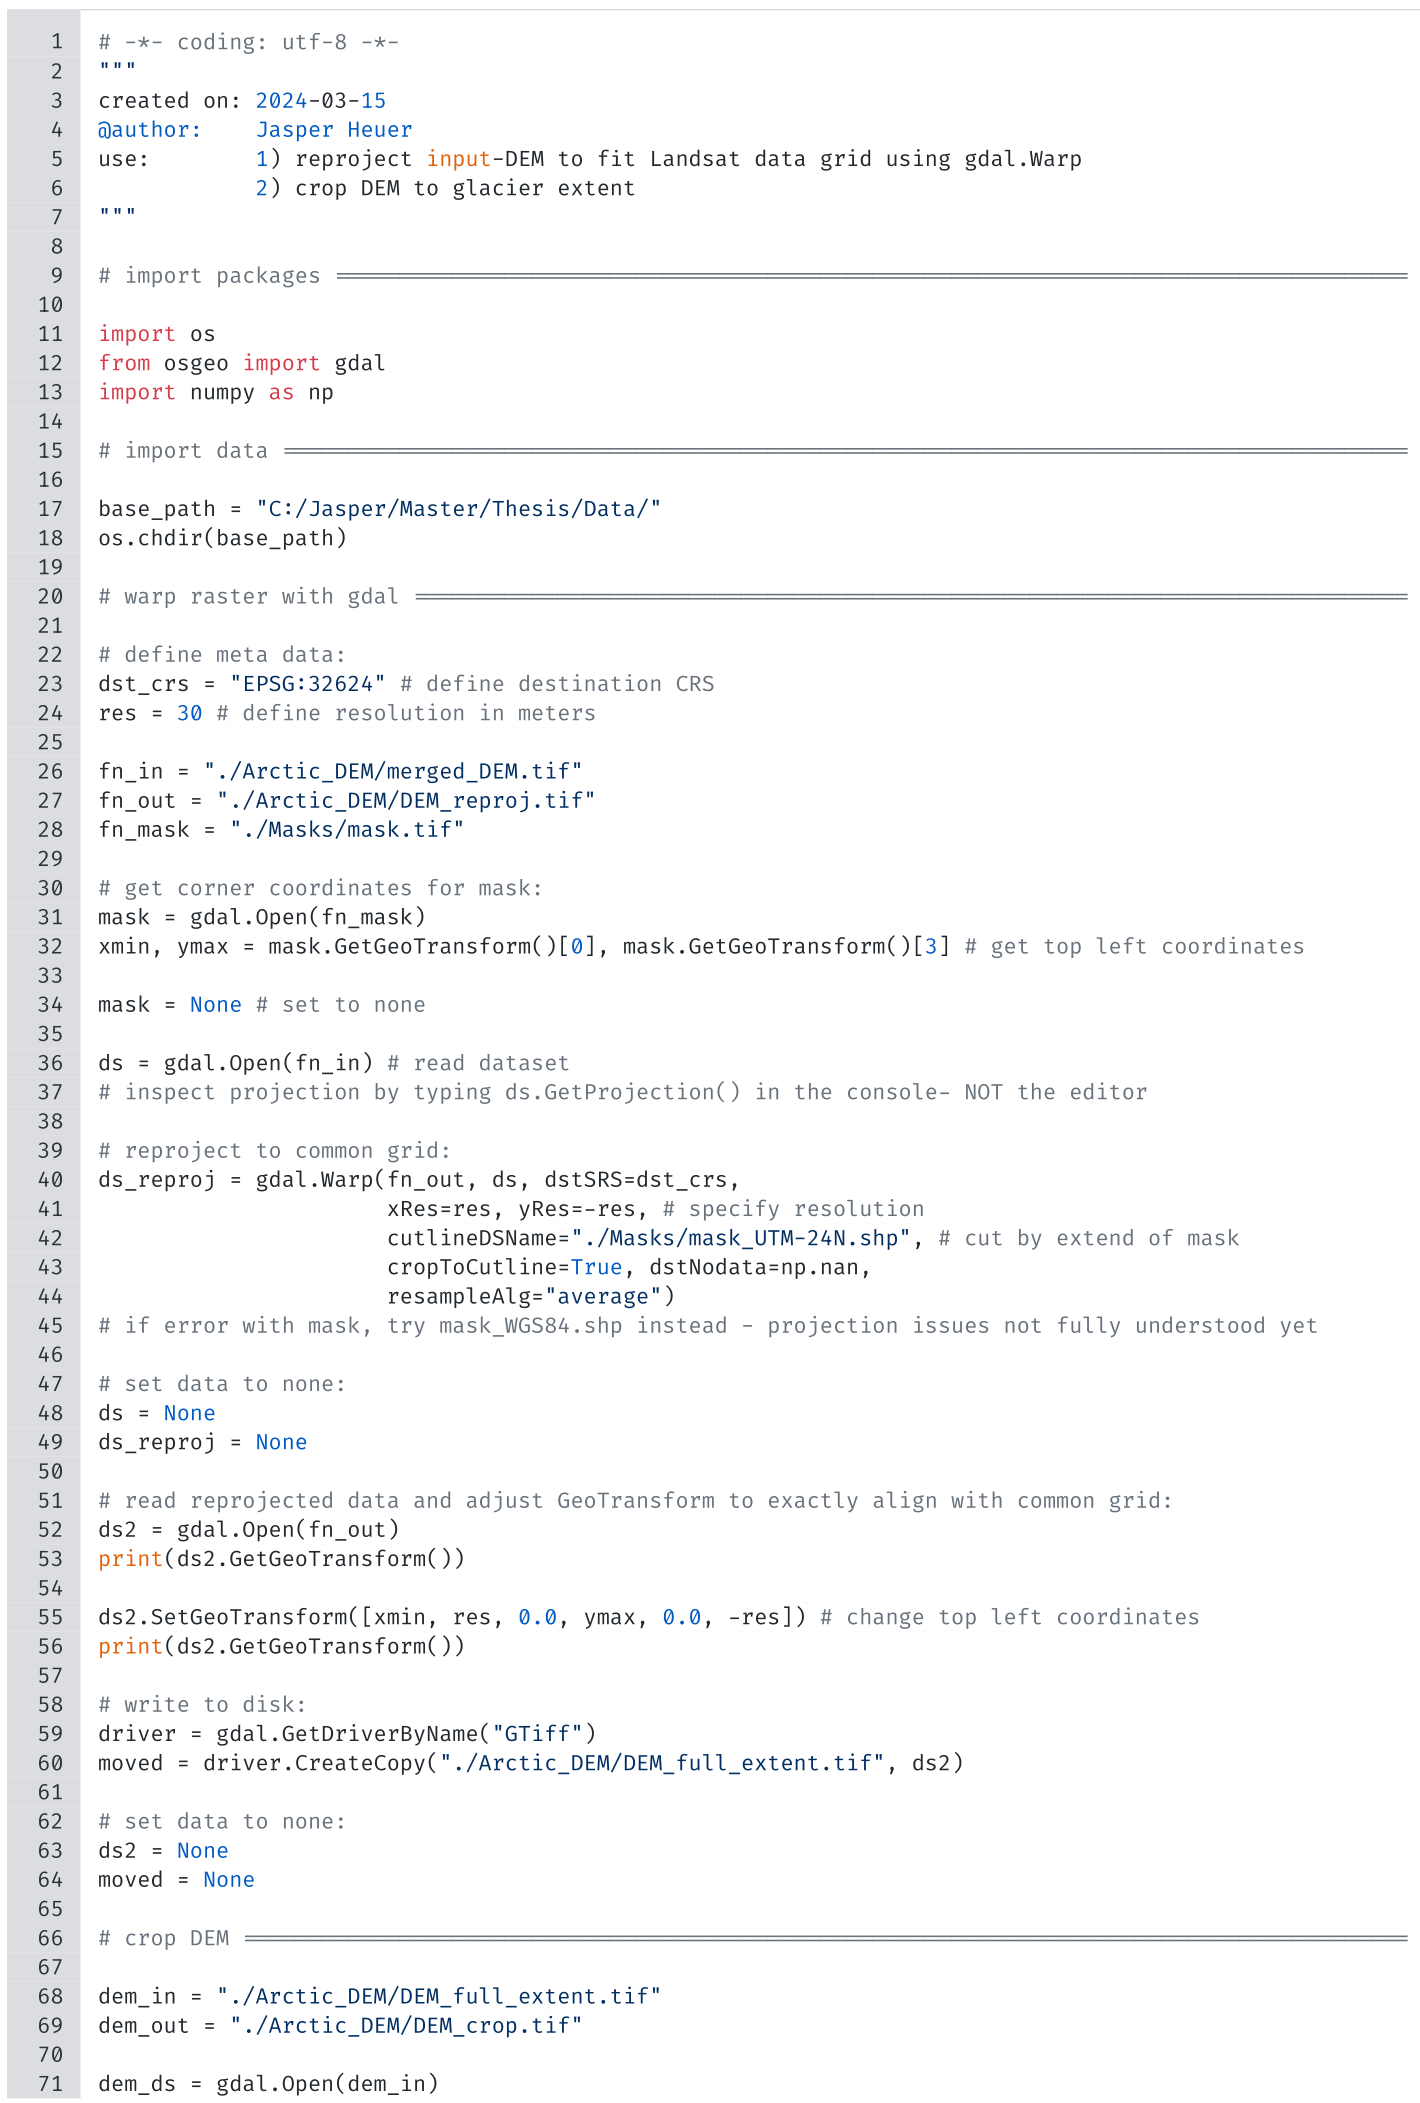 1 # -*- coding: utf-8 -*-
2 """
3 created on: 2024-03-15
4 @author:    Jasper Heuer
5 use:        1) reproject input-DEM to fit Landsat data grid using gdal.Warp
6             2) crop DEM to glacier extent
7 """
8
9 # import packages ==================================================================================
10
11 import os
12 from osgeo import gdal
13 import numpy as np
14
15 # import data ======================================================================================
16
17 base_path = "C:/Jasper/Master/Thesis/Data/"
18 os.chdir(base_path)
19
20 # warp raster with gdal ============================================================================
21
22 # define meta data:
23 dst_crs = "EPSG:32624" # define destination CRS
24 res = 30 # define resolution in meters
25
26 fn_in = "./Arctic_DEM/merged_DEM.tif"
27 fn_out = "./Arctic_DEM/DEM_reproj.tif"
28 fn_mask = "./Masks/mask.tif"
29
30 # get corner coordinates for mask:
31 mask = gdal.Open(fn_mask)
32 xmin, ymax = mask.GetGeoTransform()[0], mask.GetGeoTransform()[3] # get top left coordinates
33
34 mask = None # set to none
35
36 ds = gdal.Open(fn_in) # read dataset
37 # inspect projection by typing ds.GetProjection() in the console- NOT the editor
38
39 # reproject to common grid:
40 ds_reproj = gdal.Warp(fn_out, ds, dstSRS=dst_crs,
41                       xRes=res, yRes=-res, # specify resolution
42                       cutlineDSName="./Masks/mask_UTM-24N.shp", # cut by extend of mask
43                       cropToCutline=True, dstNodata=np.nan,
44                       resampleAlg="average")
45 # if error with mask, try mask_WGS84.shp instead - projection issues not fully understood yet
46
47 # set data to none:
48 ds = None
49 ds_reproj = None
50
51 # read reprojected data and adjust GeoTransform to exactly align with common grid:
52 ds2 = gdal.Open(fn_out)
53 print(ds2.GetGeoTransform())
54
55 ds2.SetGeoTransform([xmin, res, 0.0, ymax, 0.0, -res]) # change top left coordinates
56 print(ds2.GetGeoTransform())
57
58 # write to disk:
59 driver = gdal.GetDriverByName("GTiff")
60 moved = driver.CreateCopy("./Arctic_DEM/DEM_full_extent.tif", ds2)
61
62 # set data to none:
63 ds2 = None
64 moved = None
65
66 # crop DEM =========================================================================================
67
68 dem_in = "./Arctic_DEM/DEM_full_extent.tif"
69 dem_out = "./Arctic_DEM/DEM_crop.tif"
70
71 dem_ds = gdal.Open(dem_in)